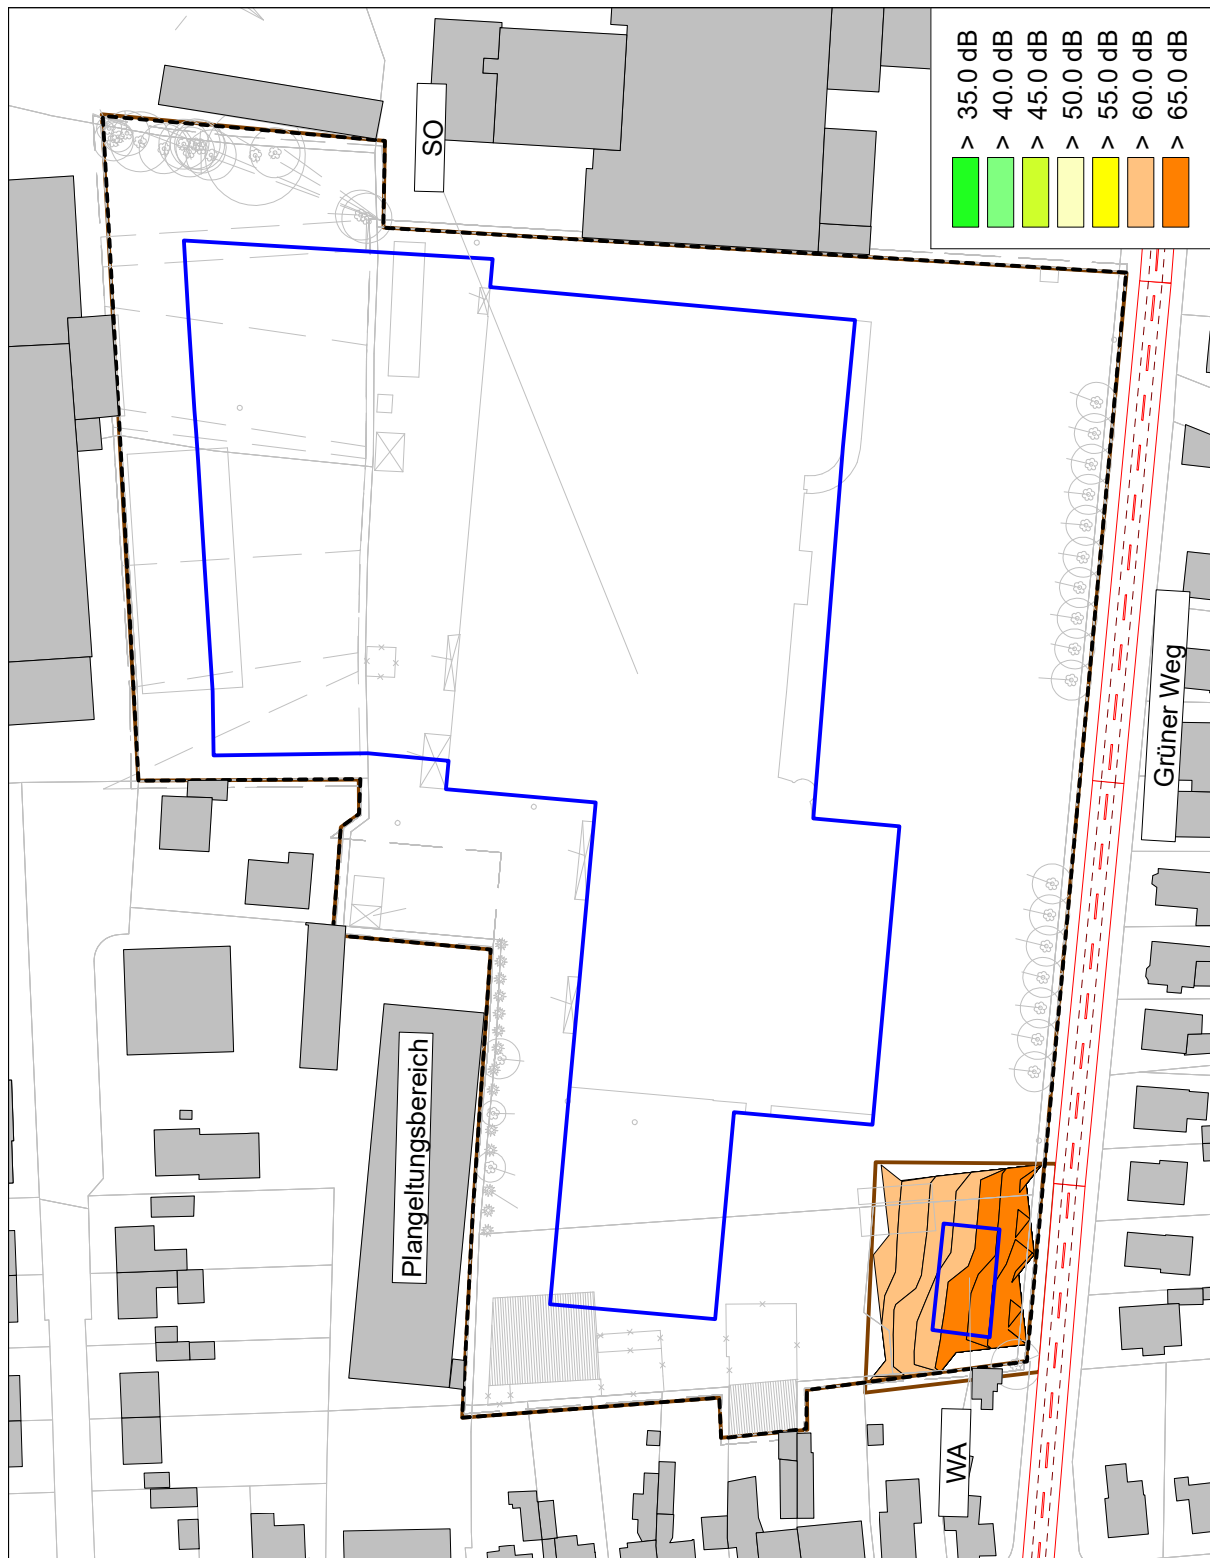 SO
> 35.0 dB
> 40.0 dB
> 45.0 dB
> 50.0 dB
> 55.0 dB
> 60.0 dB
> 65.0 dB
Grüner Weg
Plangeltungsbereich
WA